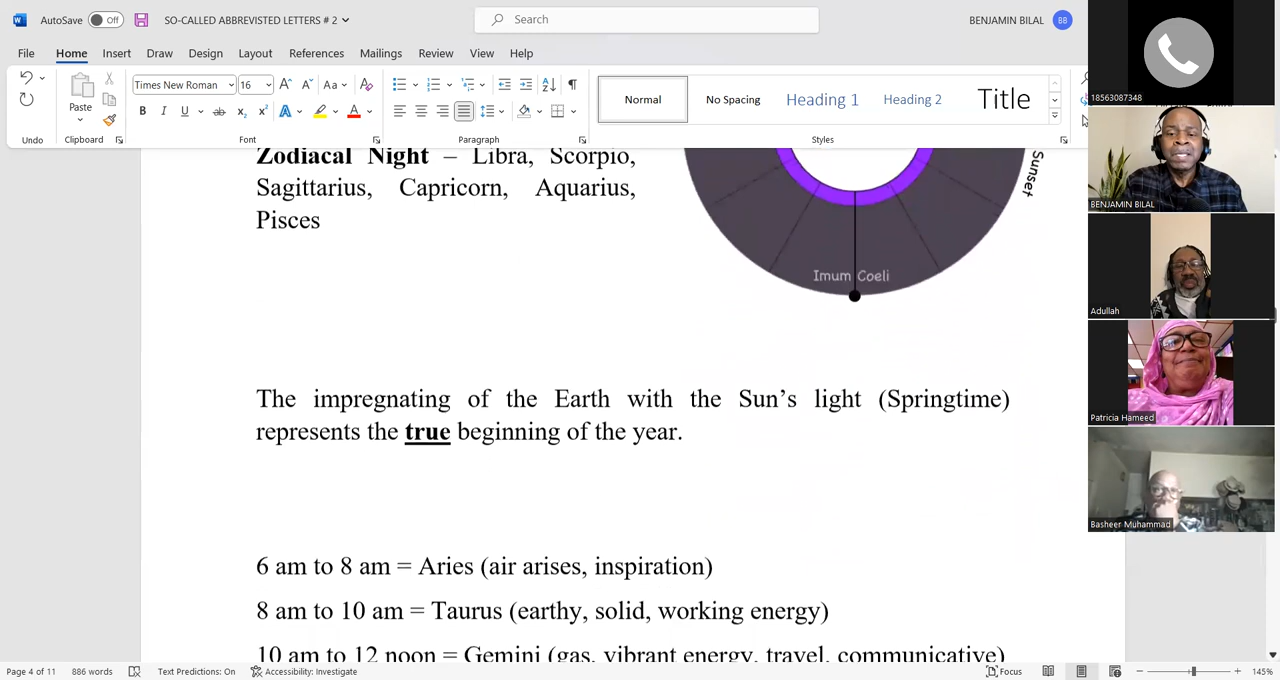 AutoSave Off SO-CALLED ABBREVISTED LETTERS # 2 Search BENJAMIN BILAL BB
File Home Insert Draw Design Layout References Mailings Review View Help
Times New Roman 16
Paste
Normal No Spacing Heading 1 Heading 2 Title
Undo Clipboard Font Paragraph Styles
18563087348
BENJAMIN BILAL
Adullah
Patricia Hameed
Basheer Muhammad
Zodiacal Night – Libra, Scorpio,
Sagittarius, Capricorn, Aquarius,
Pisces
Sunset
Imum Coeli
The impregnating of the Earth with the Sun’s light (Springtime)
represents the true beginning of the year.
6 am to 8 am = Aries (air arises, inspiration)
8 am to 10 am = Taurus (earthy, solid, working energy)
10 am to 12 noon = Gemini (gas, vibrant energy, travel, communicative)
Page 4 of 11 886 words Text Predictions: On Accessibility: Investigate Focus 145%